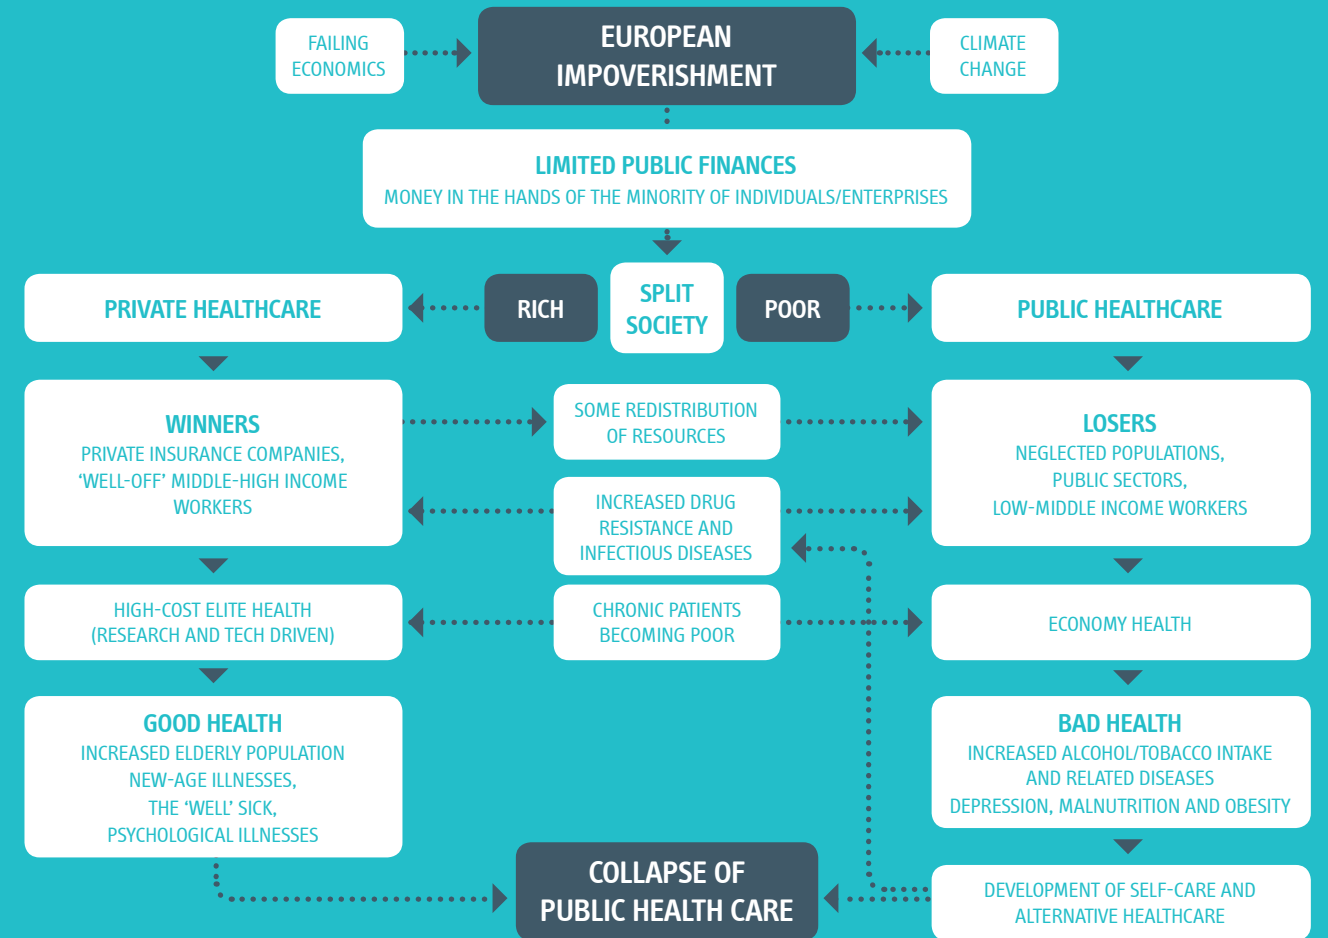 FAILING
ECONOMICS
EUROPEAN
IMPOVERISHMENT
CLIMATE
CHANGE
LIMITED PUBLIC FINANCES
MONEY IN THE HANDS OF THE MINORITY OF INDIVIDUALS/ENTERPRISES
PRIVATE HEALTHCARE
RICH
SPLIT
SOCIETY
POOR
PUBLIC HEALTHCARE
WINNERS
PRIVATE INSURANCE COMPANIES,
‘WELL-OFF’ MIDDLE-HIGH INCOME
WORKERS
SOME REDISTRIBUTION
OF RESOURCES
LOSERS
NEGLECTED POPULATIONS,
PUBLIC SECTORS,
LOW-MIDDLE INCOME WORKERS
INCREASED DRUG
RESISTANCE AND
INFECTIOUS DISEASES
HIGH-COST ELITE HEALTH
(RESEARCH AND TECH DRIVEN)
CHRONIC PATIENTS
BECOMING POOR
ECONOMY HEALTH
GOOD HEALTH
INCREASED ELDERLY POPULATION
NEW-AGE ILLNESSES,
THE ‘WELL’ SICK,
PSYCHOLOGICAL ILLNESSES
BAD HEALTH
INCREASED ALCOHOL/TOBACCO INTAKE
AND RELATED DISEASES
DEPRESSION, MALNUTRITION AND OBESITY
COLLAPSE OF
PUBLIC HEALTH CARE
DEVELOPMENT OF SELF-CARE AND
ALTERNATIVE HEALTHCARE